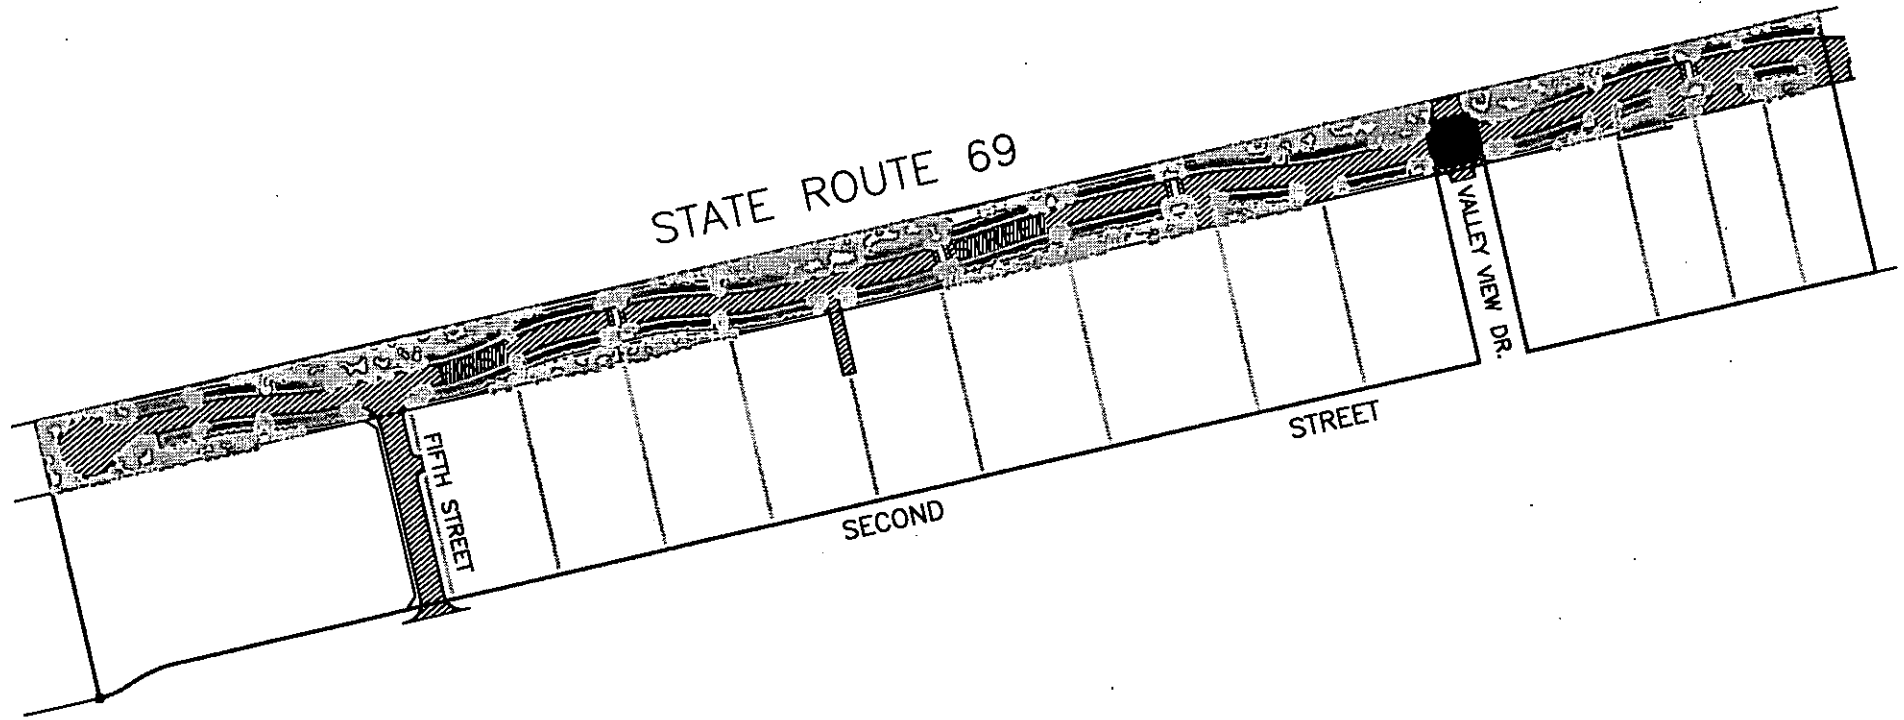 STATE ROUTE 69
VALLEY VIEW DR.
FIFTH STREET
SECOND STREET